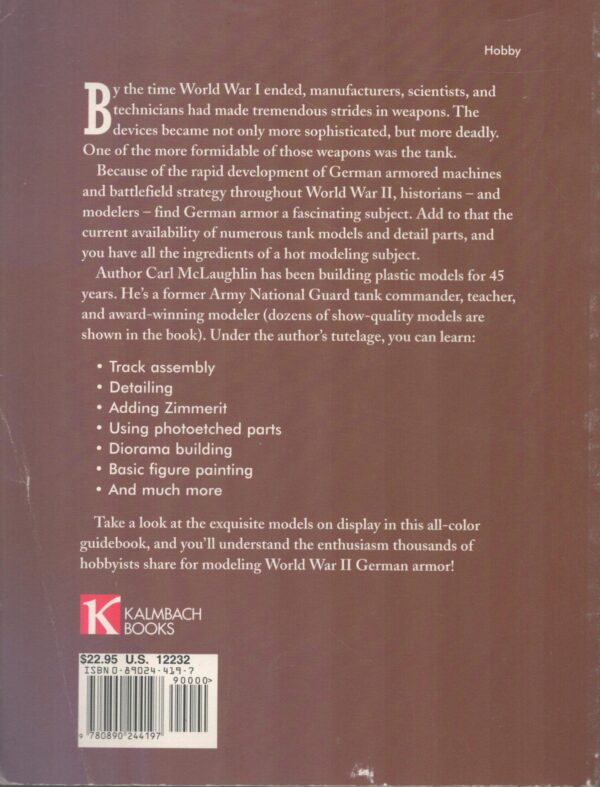 Hobby
By the time World War I ended, manufacturers, scientists, and
technicians had made tremendous strides in weapons. The
devices became not only more sophisticated, but more deadly.
One of the more formidable of those weapons was the tank.
Because of the rapid development of German armored machines
and battlefield strategy throughout World War II, historians – and
modelers – find German armor a fascinating subject. Add to that the
current availability of numerous tank models and detail parts, and
you have all the ingredients of a hot modeling subject.
Author Carl McLaughlin has been building plastic models for 45
years. He's a former Army National Guard tank commander, teacher,
and award-winning modeler (dozens of show-quality models are
shown in the book). Under the author's tutelage, you can learn:
• Track assembly
• Detailing
• Adding Zimmerit
• Using photoetched parts
• Diorama building
• Basic figure painting
• And much more
Take a look at the exquisite models on display in this all-color
guidebook, and you'll understand the enthusiasm thousands of
hobbyists share for modeling World War II German armor!
K KALMBACH
BOOKS
$22.95 U.S. 12232
ISBN 0-89024-419-7
90000>
9 780890 244197